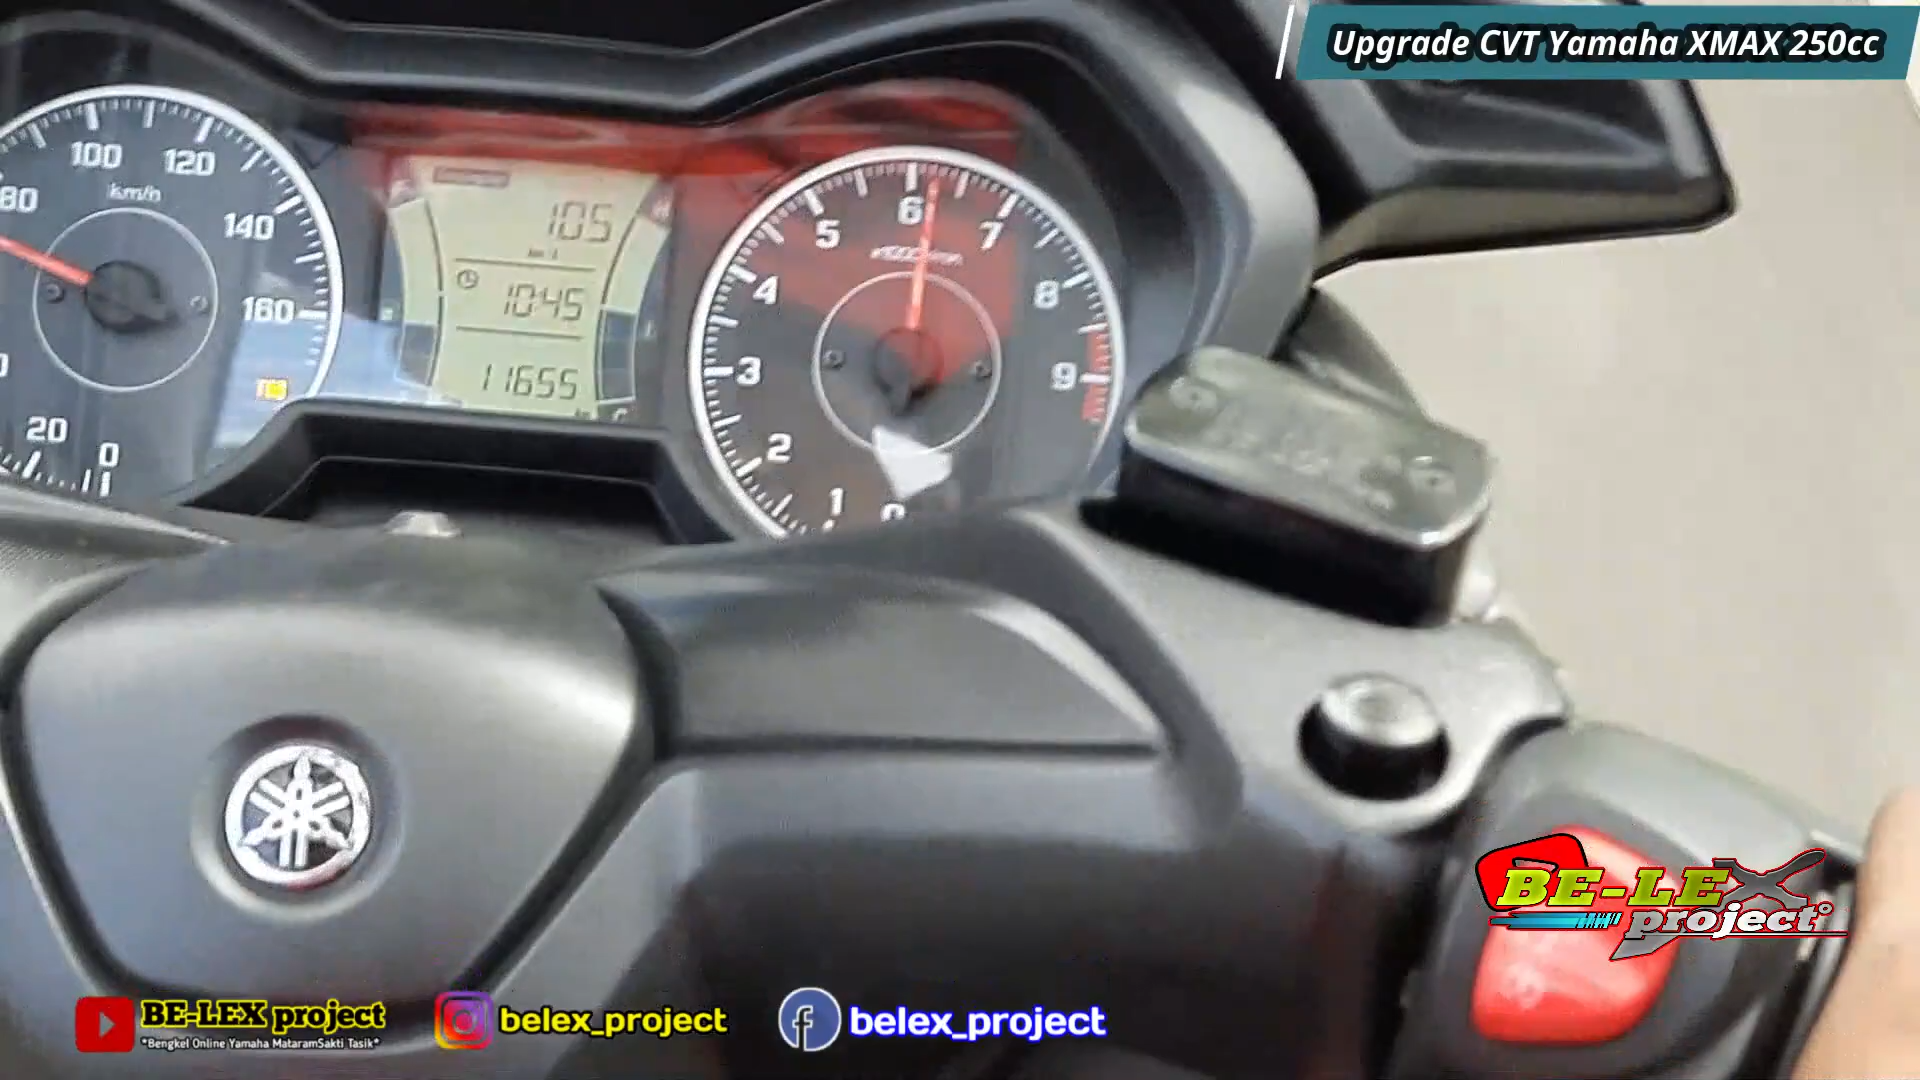 Upgrade CVT Yamaha XMAX 250cc
100
120
80
km/h
140
160
20
0
105
10:45
11655
6
5
7
4
8
3
9
2
1
BE-LEX
project
BE-LEX project
*Bengkel Online Yamaha MataramSakti Tasik*
belex_project
belex_project